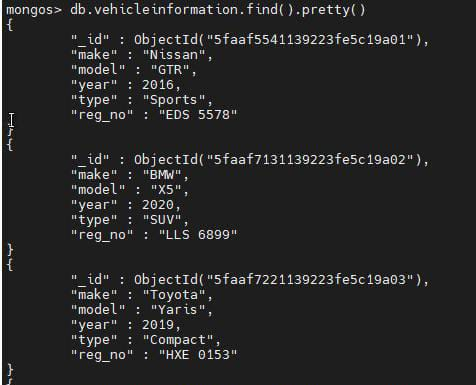 mongos> db.vehicleinformation.find().pretty()
{
        "_id" : ObjectId("5faaf5541139223fe5c19a01"),
        "make" : "Nissan",
        "model" : "GTR",
        "year" : 2016,
        "type" : "Sports",
        "reg_no" : "EDS 5578"
}
{
        "_id" : ObjectId("5faaf7131139223fe5c19a02"),
        "make" : "BMW",
        "model" : "X5",
        "year" : 2020,
        "type" : "SUV",
        "reg_no" : "LLS 6899"
}
{
        "_id" : ObjectId("5faaf7221139223fe5c19a03"),
        "make" : "Toyota",
        "model" : "Yaris",
        "year" : 2019,
        "type" : "Compact",
        "reg_no" : "HXE 0153"
}
{